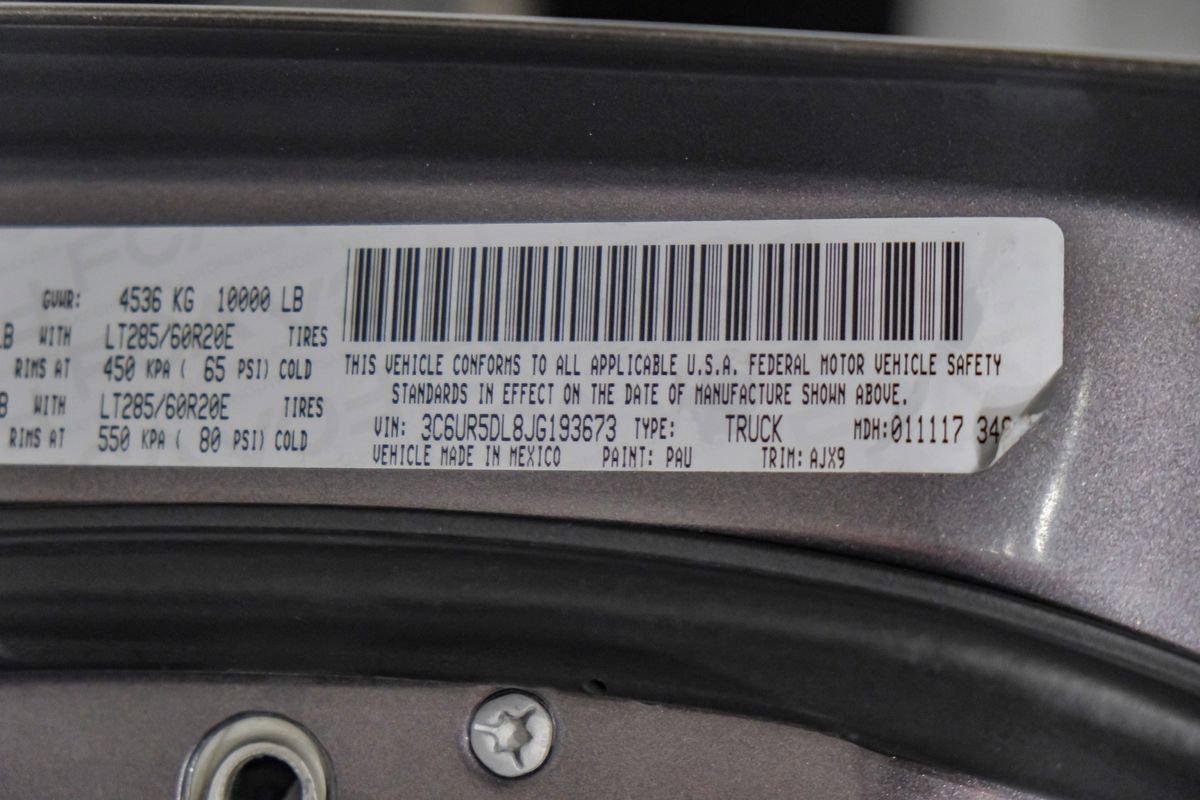 GVWR: 4536 KG 10000 LB
LB WITH LT285/60R20E TIRES
RIMS AT 450 KPA ( 65 PSI) COLD
B WITH LT285/60R20E TIRES
RIMS AT 550 KPA ( 80 PSI) COLD
THIS VEHICLE CONFORMS TO ALL APPLICABLE U.S.A. FEDERAL MOTOR VEHICLE SAFETY
STANDARDS IN EFFECT ON THE DATE OF MANUFACTURE SHOWN ABOVE.
VIN: 3C6UR5DL8JG193673 TYPE: TRUCK MDH:011117
VEHICLE MADE IN MEXICO PAINT: PAU TRIM: AJX9